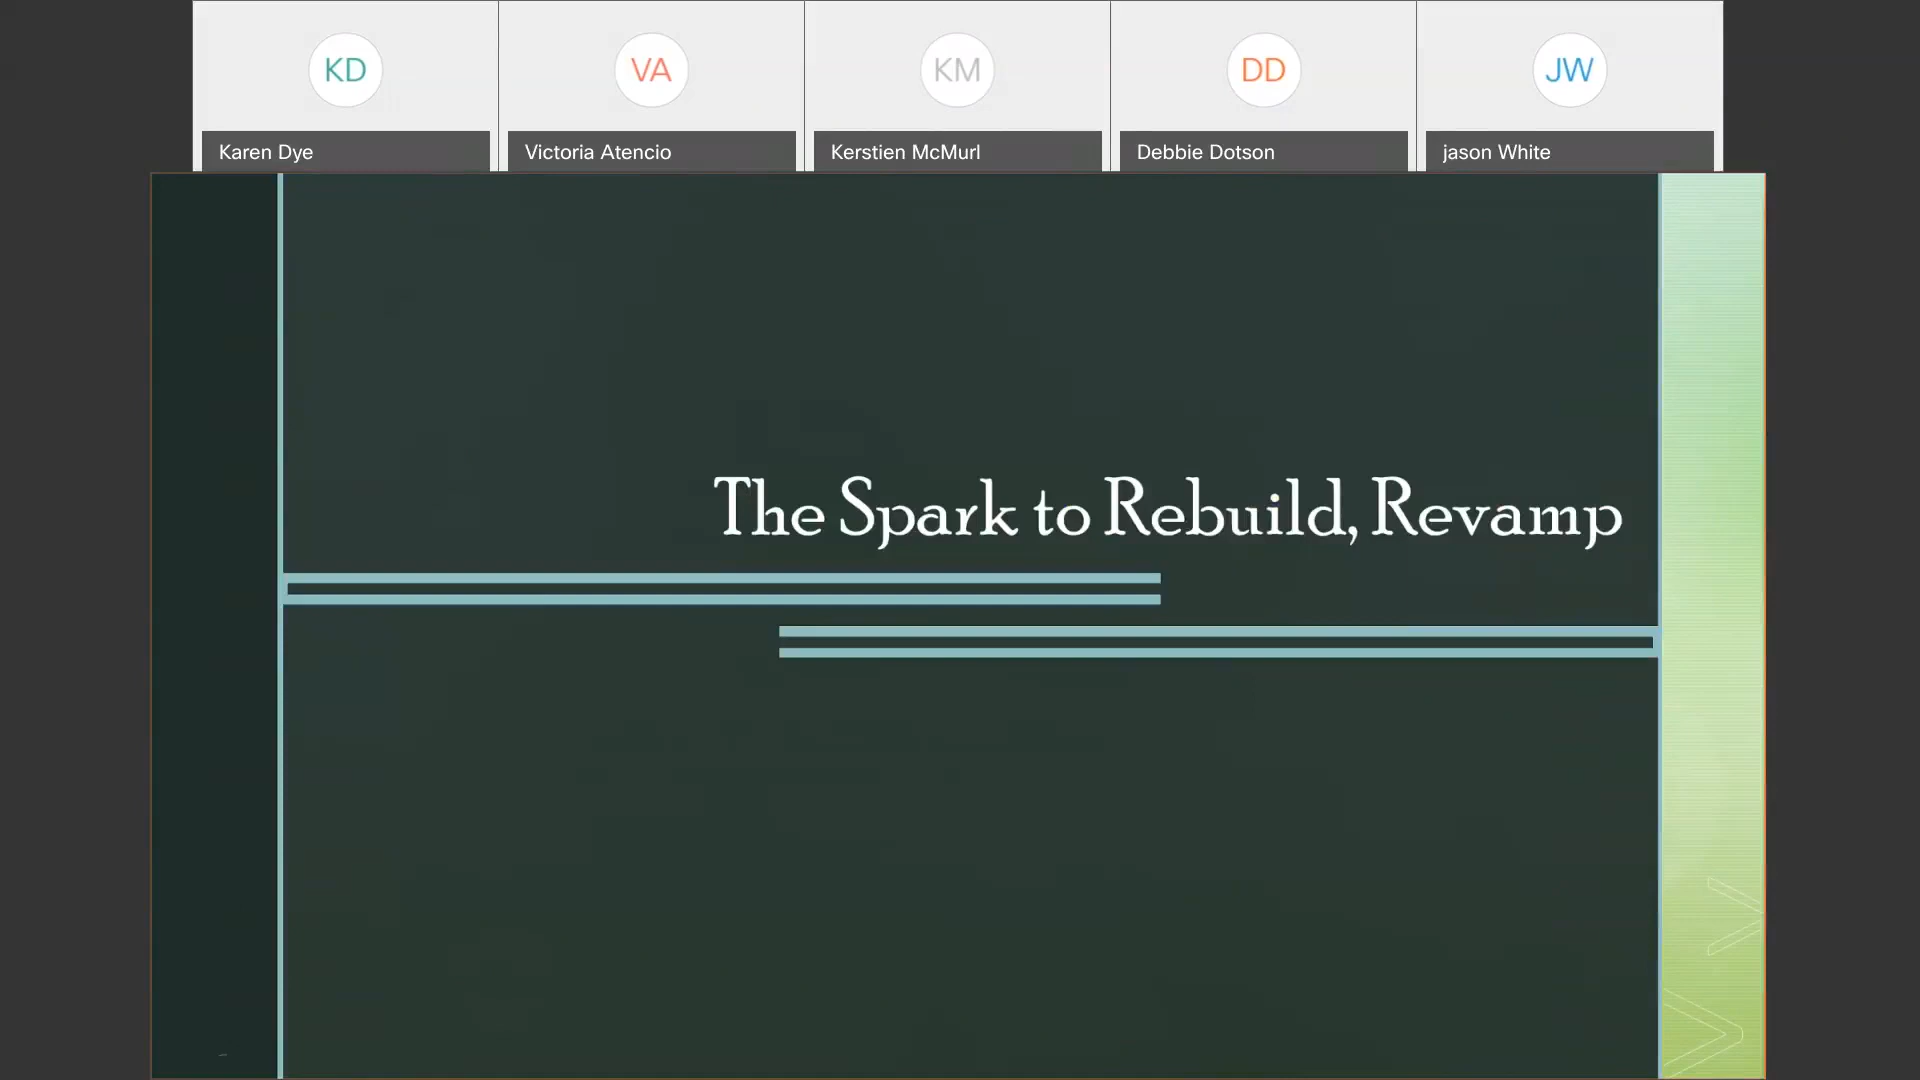 KD
VA
KM
DD
JW
Karen Dye
Victoria Atencio
Kerstien McMurl
Debbie Dotson
jason White
The Spark to Rebuild, Revamp